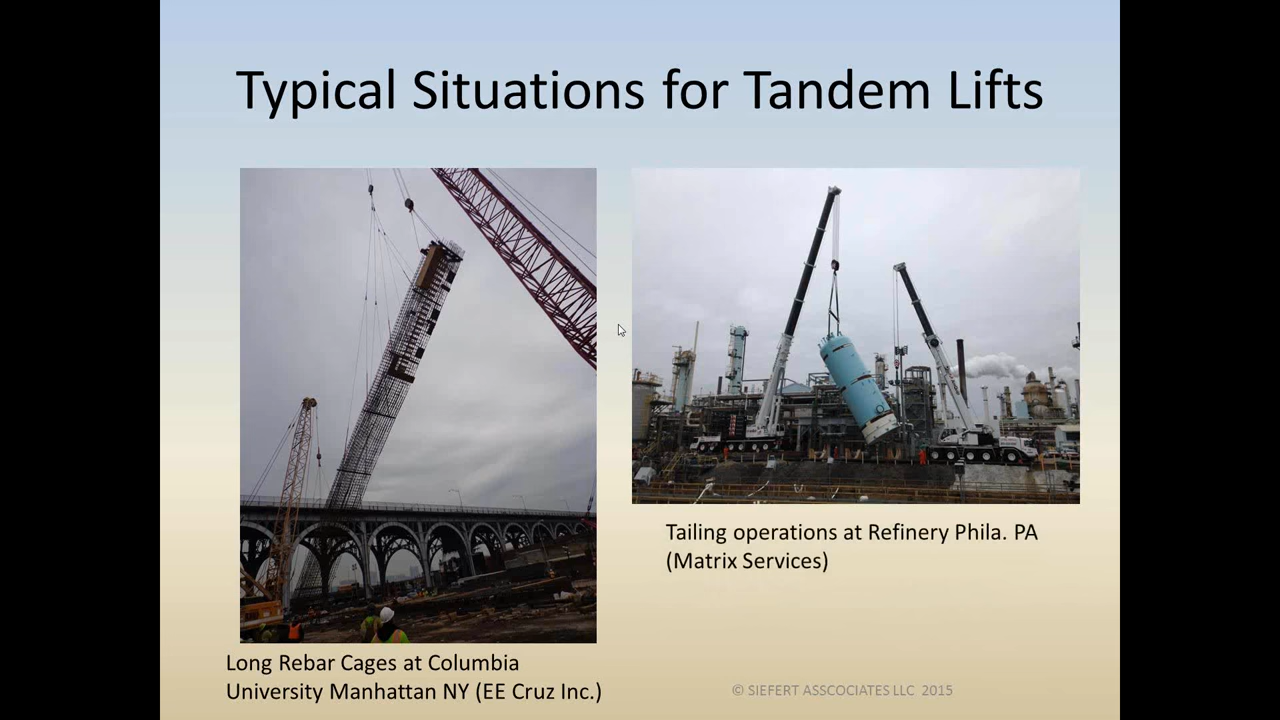 Typical Situations for Tandem Lifts
Tailing operations at Refinery Phila. PA
(Matrix Services)
Long Rebar Cages at Columbia
University Manhattan NY (EE Cruz Inc.)
© SIEFERT ASSCOCIATES LLC 2015